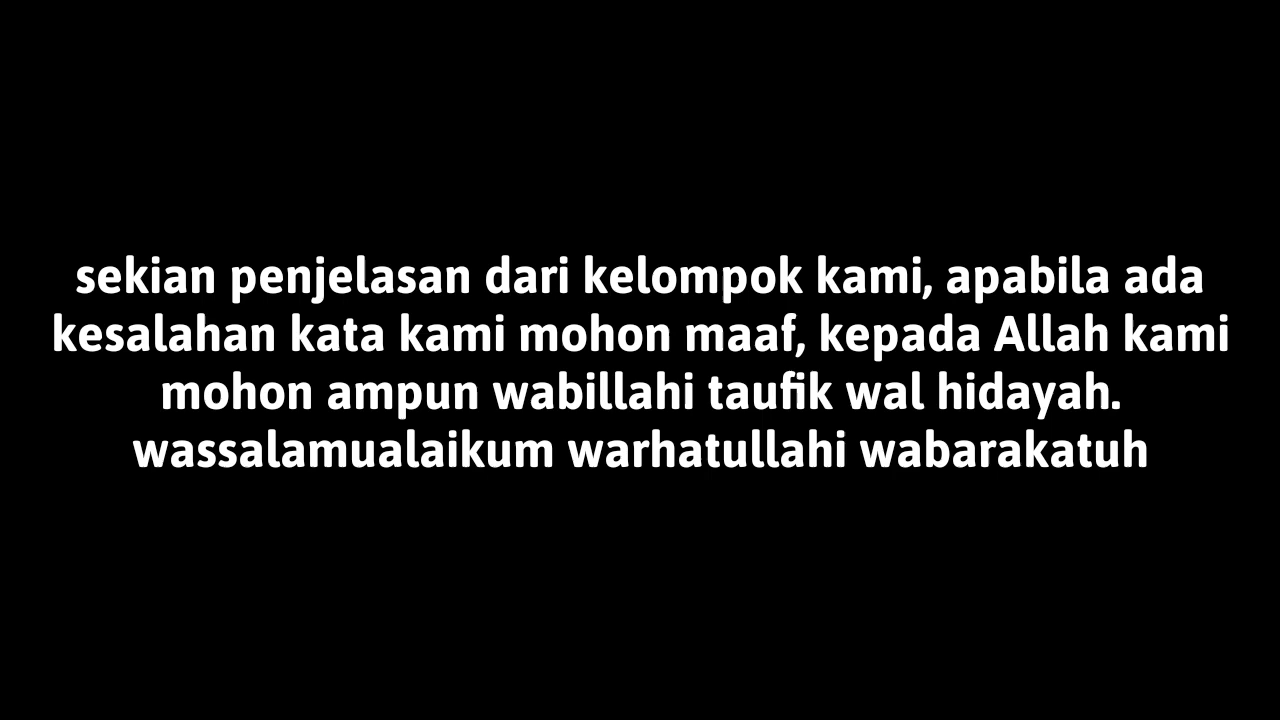 sekian penjelasan dari kelompok kami, apabila ada
kesalahan kata kami mohon maaf, kepada Allah kami
mohon ampun wabillahi taufik wal hidayah.
wassalamualaikum warhatullahi wabarakatuh